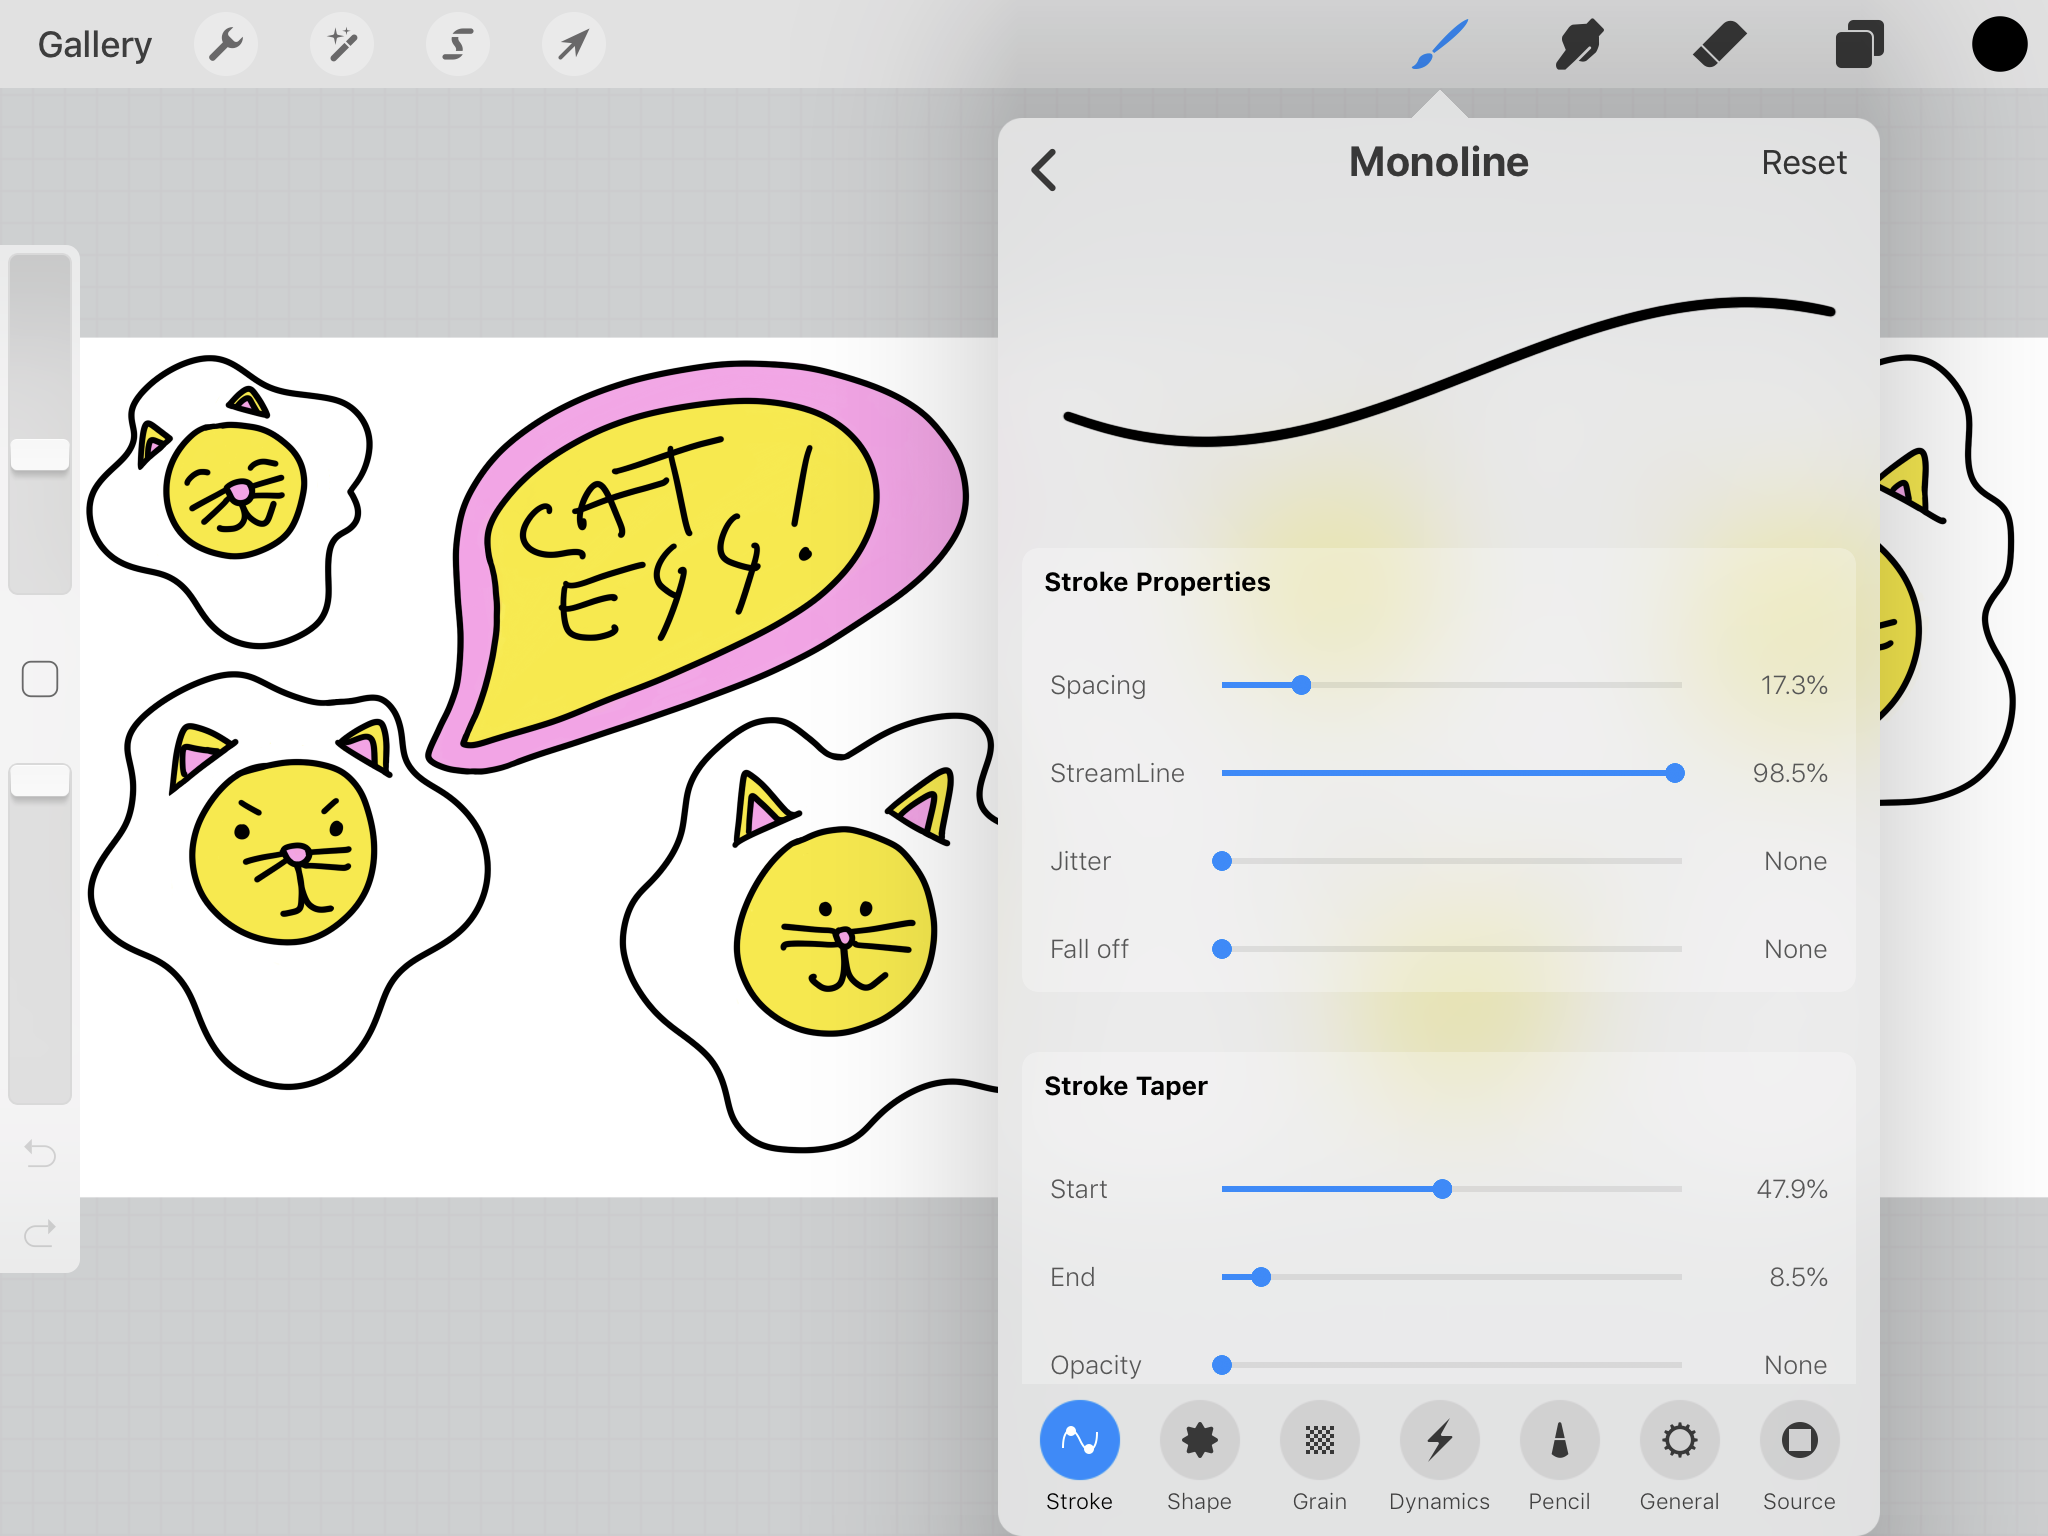 Gallery
CAT
EGG!
Monoline
Reset
Stroke Properties
Spacing 17.3%
StreamLine 98.5%
Jitter None
Fall off None
Stroke Taper
Start 47.9%
End 8.5%
Opacity None
Stroke Shape Grain Dynamics Pencil General Source